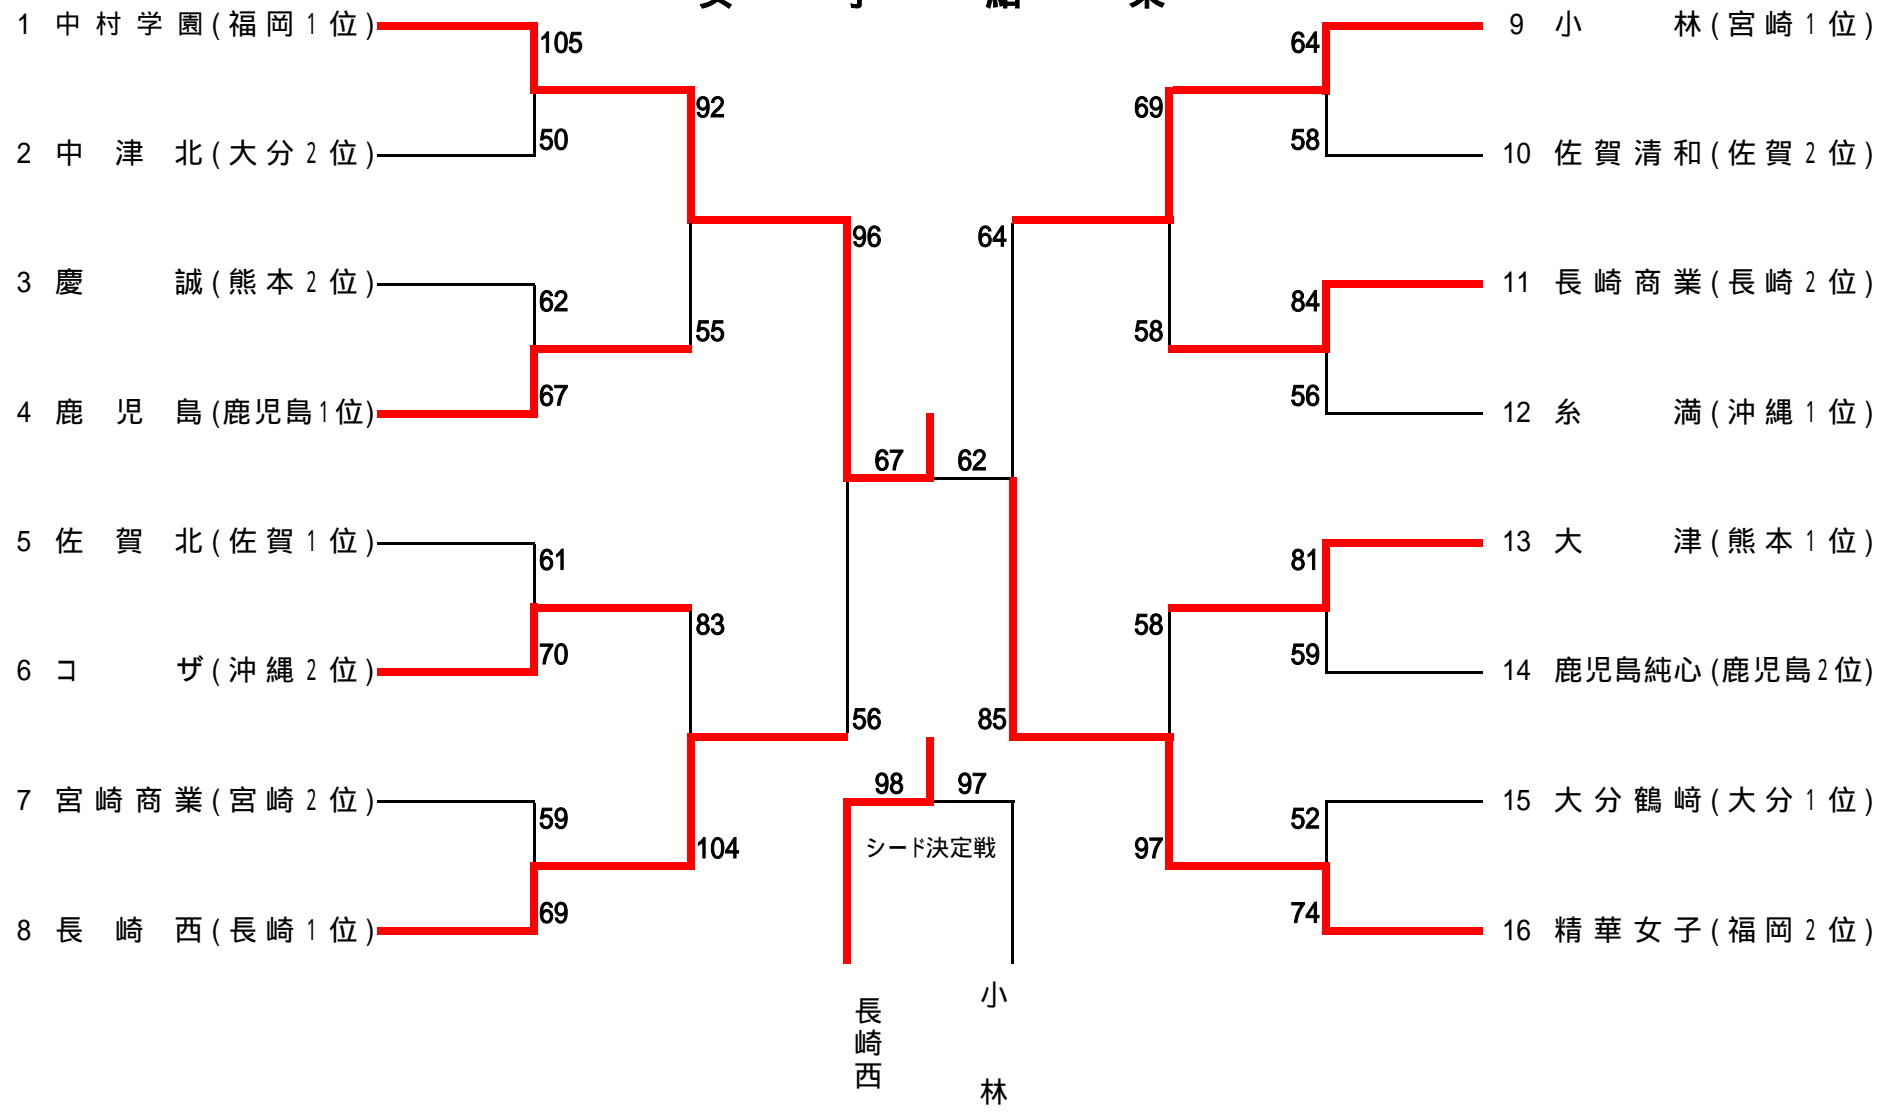 1 中村学園(福岡1位)
105
50
2 中津北(大分2位)
92
55
3 慶誠(熊本2位)
62
67
4 鹿児島(鹿児島1位)
96
56
5 佐賀北(佐賀1位)
61
70
6 コザ(沖縄2位)
83
104
7 宮崎商業(宮崎2位)
59
69
8 長崎西(長崎1位)
67 62
98 97
シード決定戦
長崎西
小林
9 小林(宮崎1位)
64
58
10 佐賀清和(佐賀2位)
69
58
11 長崎商業(長崎2位)
84
56
12 糸満(沖縄1位)
64
85
13 大津(熊本1位)
81
59
14 鹿児島純心(鹿児島2位)
58
97
15 大分鶴﨑(大分1位)
52
74
16 精華女子(福岡2位)